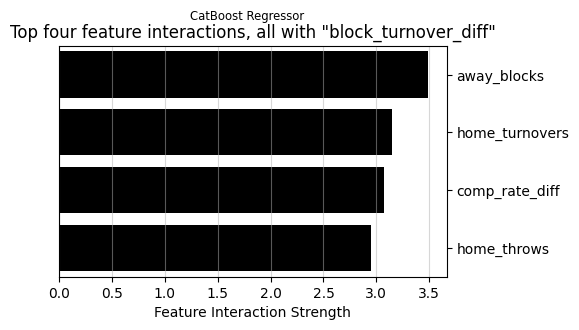 CatBoost Regressor
Top four feature interactions, all with "block_turnover_diff"
away_blocks
home_turnovers
comp_rate_diff
home_throws
0.0 0.5 1.0 1.5 2.0 2.5 3.0 3.5
Feature Interaction Strength